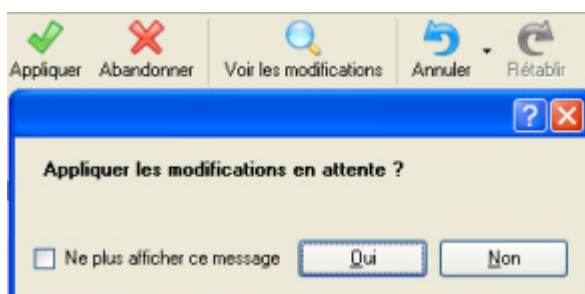 Appliquer Abandonner Voir les modifications Annuler Rétablir
?
Appliquer les modifications en attente ?
Ne plus afficher ce message Oui Non